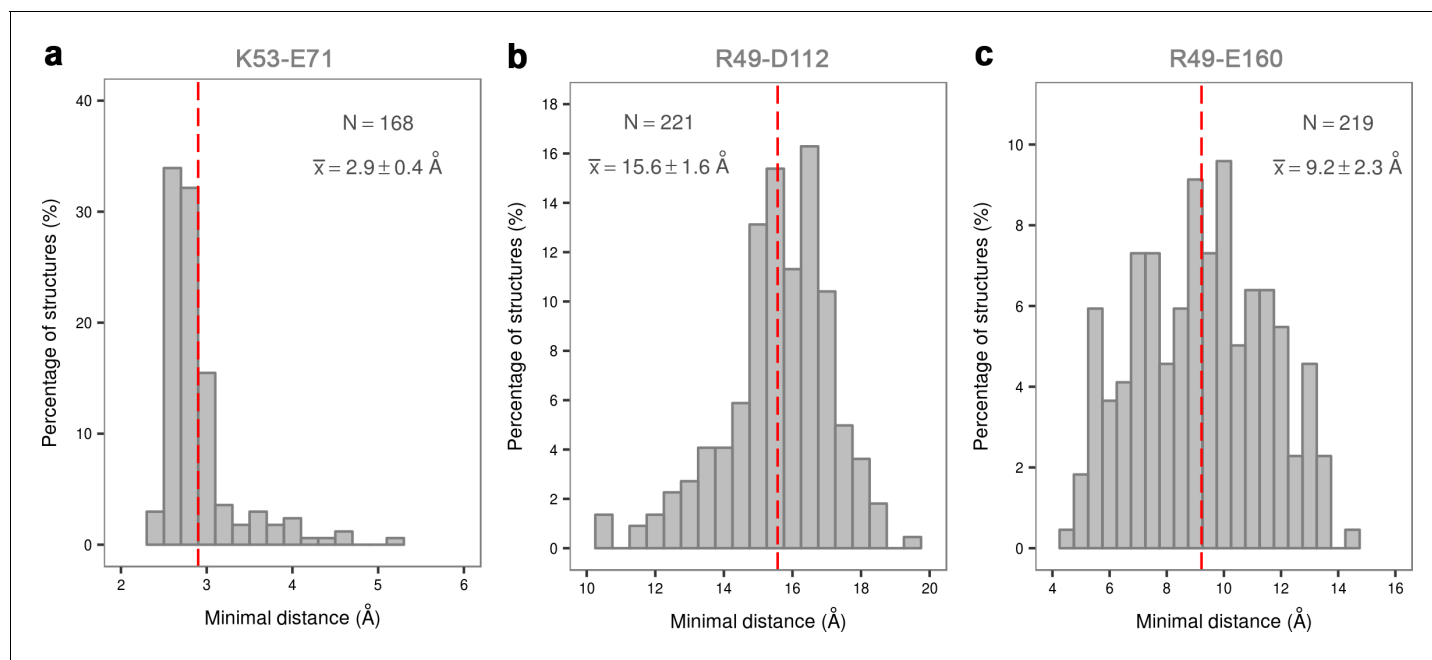 a
K53-E71
N = 168
x̅ = 2.9 ± 0.4 Å
Percentage of structures (%)
40
30
20
10
0
2 3 4 5 6
Minimal distance (Å)
b
R49-D112
N = 221
x̅ = 15.6 ± 1.6 Å
Percentage of structures (%)
18
16
14
12
10
8
6
4
2
0
10 12 14 16 18 20
Minimal distance (Å)
c
R49-E160
N = 219
x̅ = 9.2 ± 2.3 Å
Percentage of structures (%)
10
8
6
4
2
0
4 6 8 10 12 14 16
Minimal distance (Å)